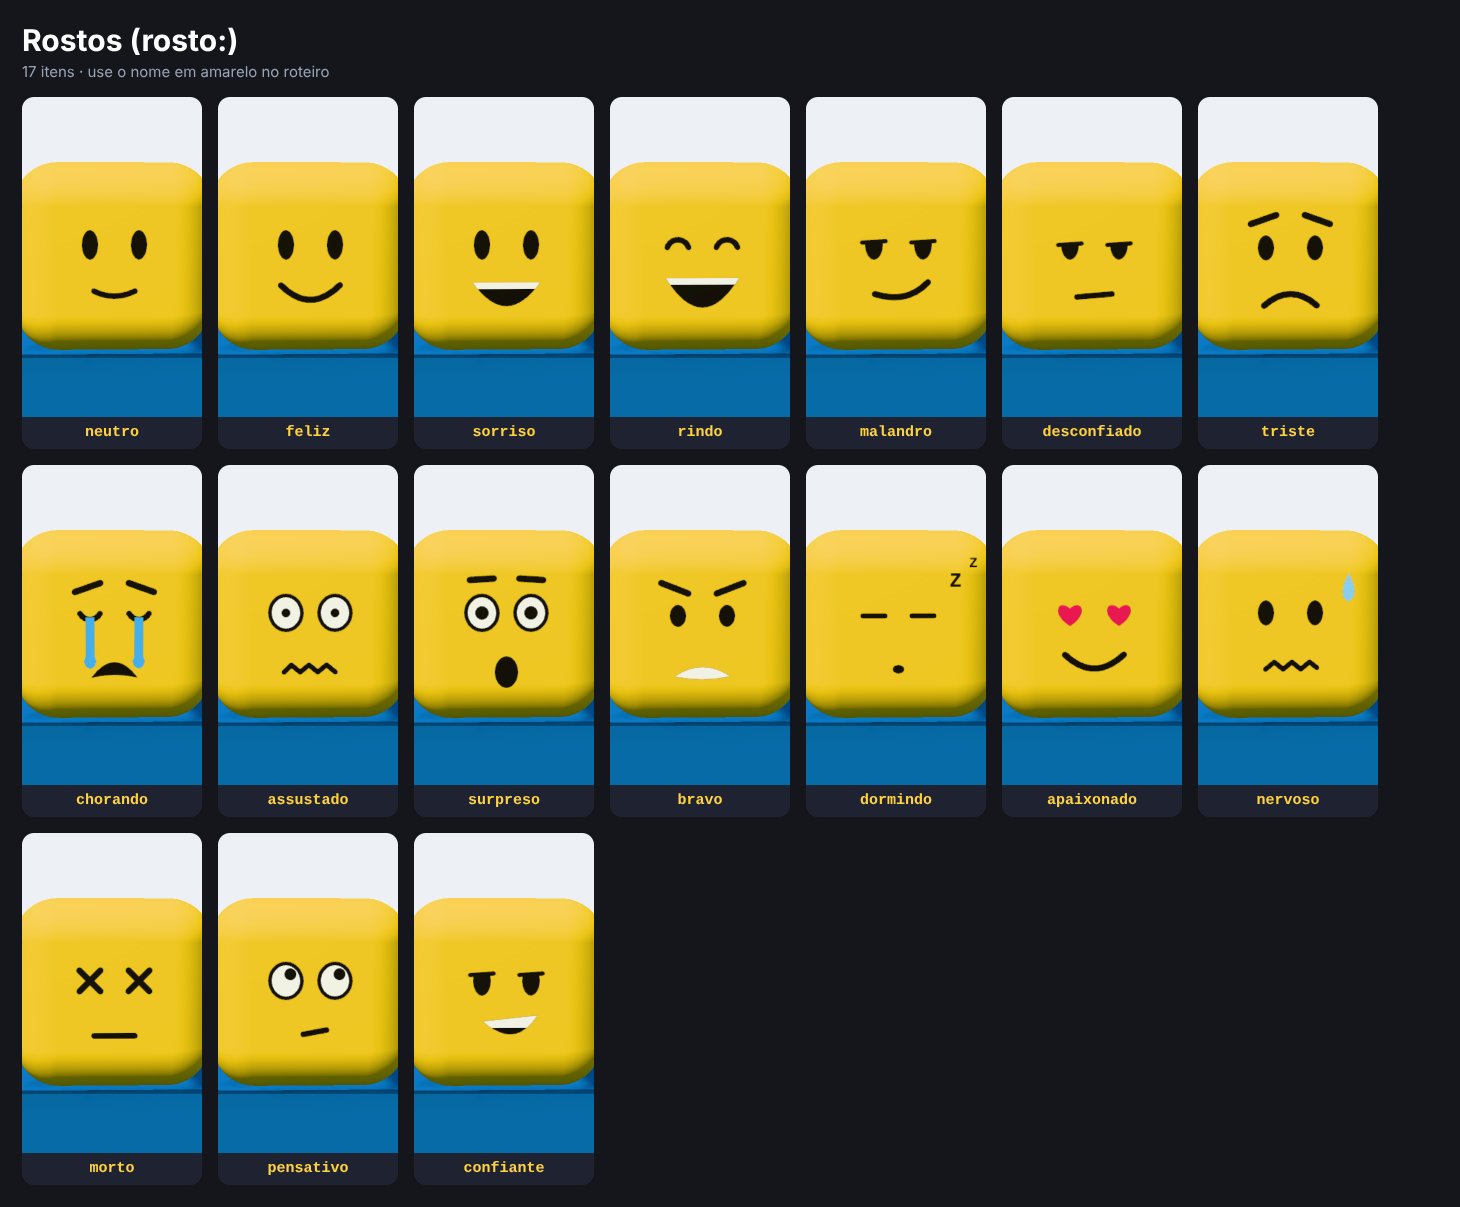 Rostos (rosto:)
17 itens · use o nome em amarelo no roteiro
neutro feliz sorriso rindo malandro desconfiado triste
z
Z
chorando assustado surpreso bravo dormindo apaixonado nervoso
morto pensativo confiante